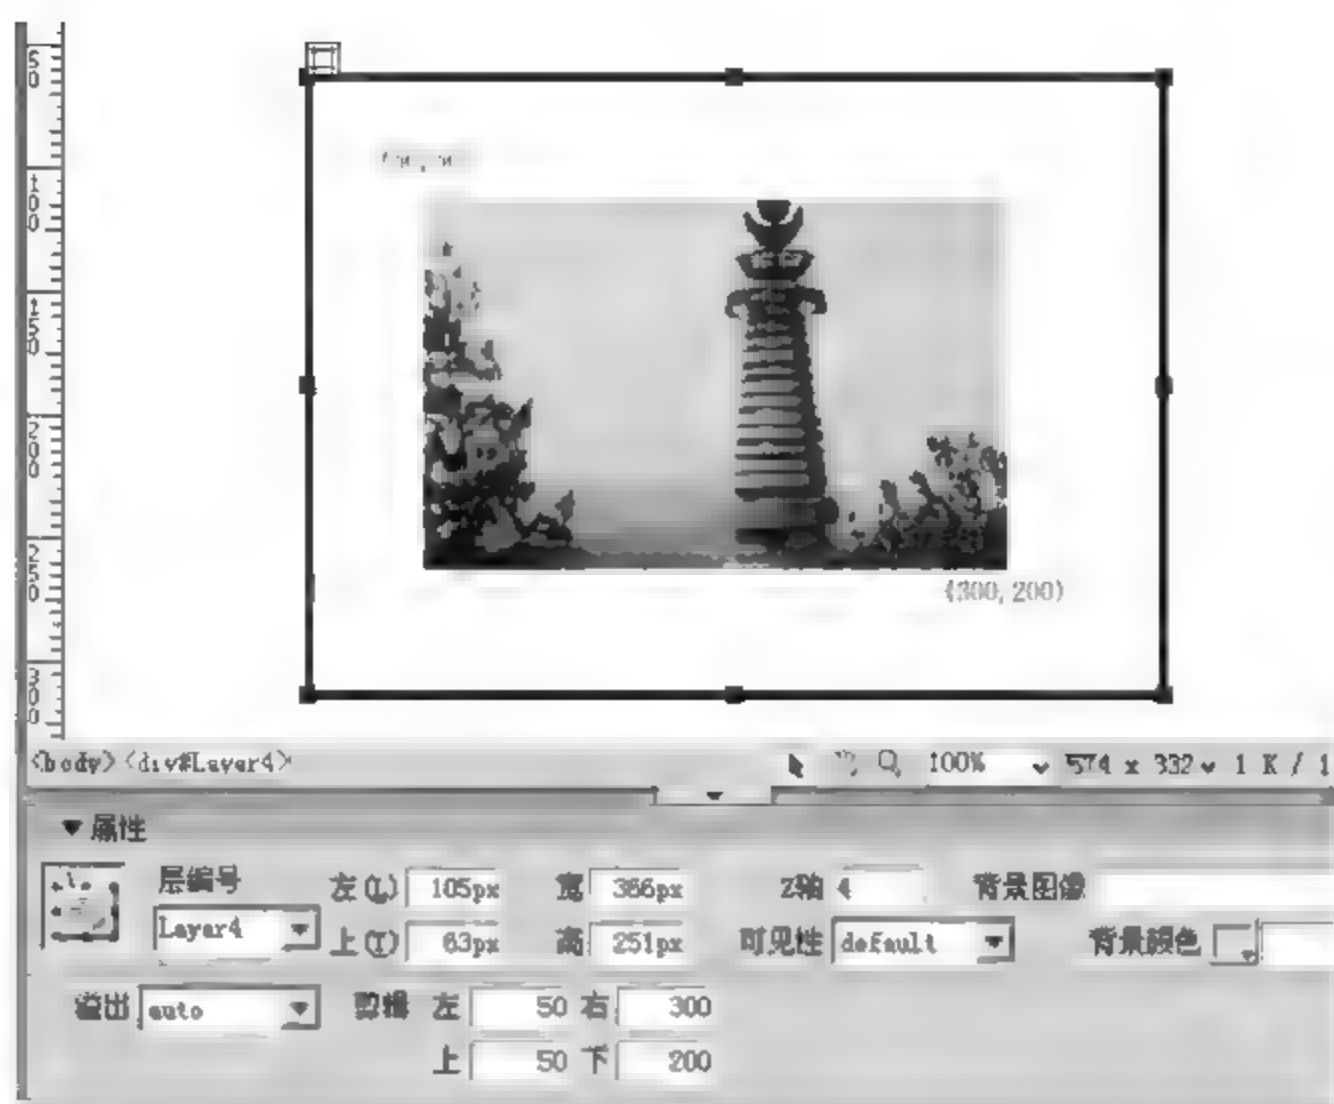 50
100
150
200
250
300
(300,200)
<body> <div#Layer4>
100%
574 x 332 1 K / 1
属性
层编号 左(L) 105px 宽 366px Z轴 4 背景图像
Layer4 上(T) 63px 高 251px 可见性 default 背景颜色
溢出 auto 剪辑 左 50 右 300
上 50 下 200